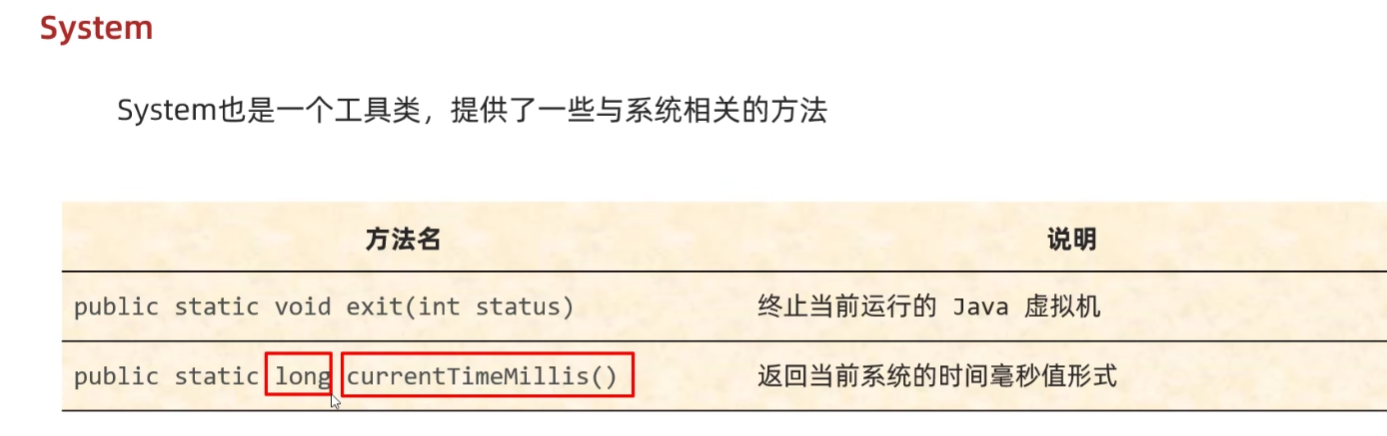 System
System也是一个工具类，提供了一些与系统相关的方法
方法名 说明
public static void exit(int status) 终止当前运行的 Java 虚拟机
public static long currentTimeMillis() 返回当前系统的时间毫秒值形式